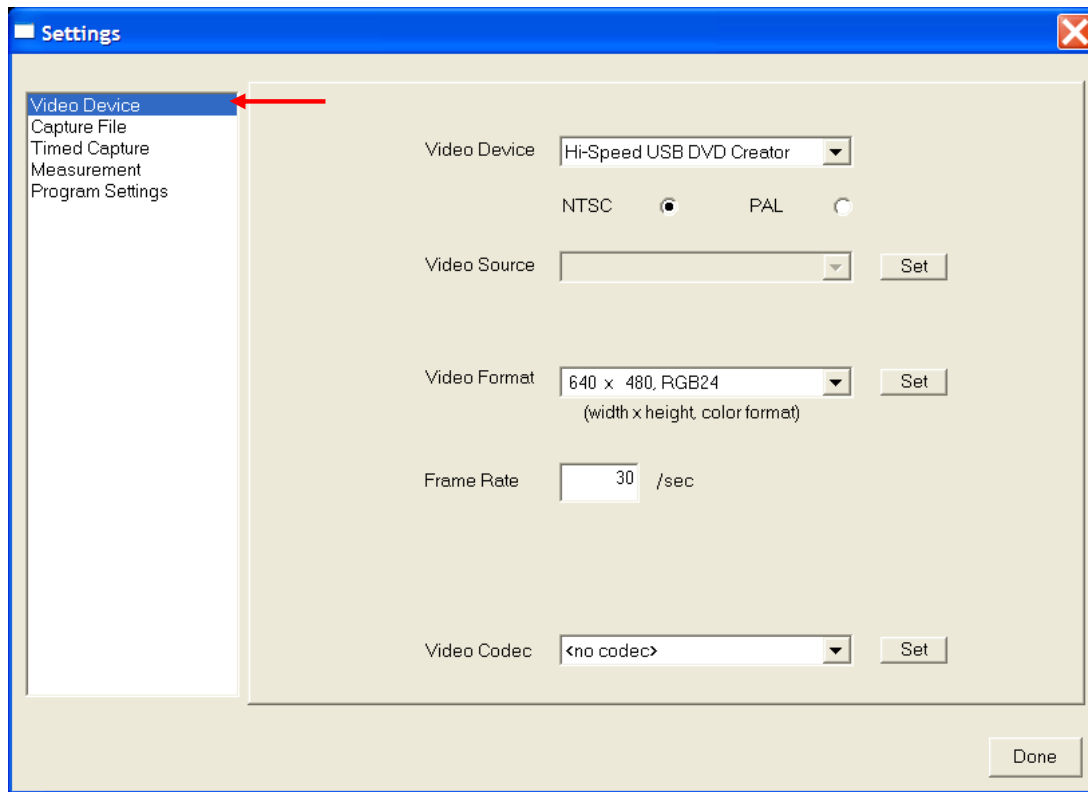 Settings
Video Device
Capture File
Timed Capture
Measurement
Program Settings
Video Device Hi-Speed USB DVD Creator
NTSC PAL
Video Source Set
Video Format 640 x 480, RGB24 Set
(width x height, color format)
Frame Rate 30 /sec
Video Codec <no codec> Set
Done